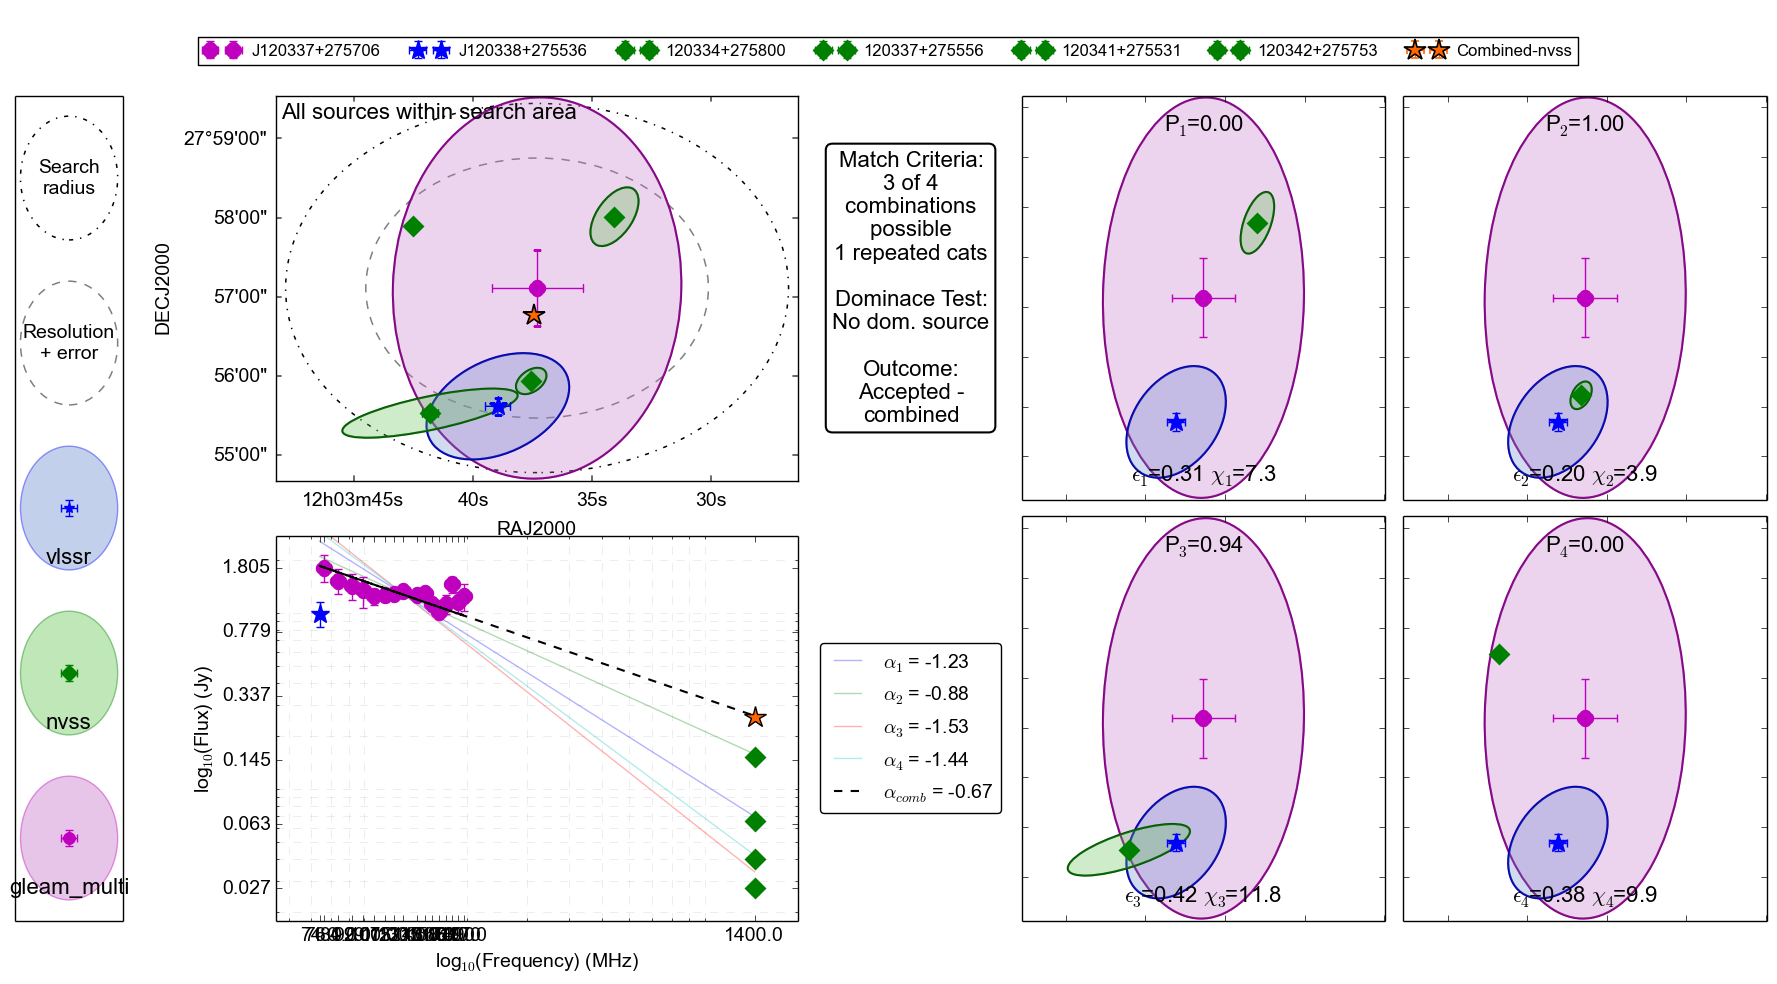 J120337+275706 J120338+275536 120334+275800 120337+275556 120341+275531 120342+275753 Combined-nvss
Search
radius
Resolution
+ error
vlssr
nvss
gleam_multi
All sources within search area
27°59'00"
58'00"
57'00"
56'00"
55'00"
DECJ2000
12h03m45s 40s 35s 30s
RAJ2000
Match Criteria:
3 of 4
combinations
possible
1 repeated cats
Dominace Test:
No dom. source
Outcome:
Accepted -
combined
P1=0.00
ϵ1=0.31 χ1=7.3
P2=1.00
ϵ2=0.20 χ2=3.9
P3=0.94
ϵ3=0.42 χ3=11.8
P4=0.00
ϵ4=0.38 χ4=9.9
1.805
0.779
0.337
0.145
0.063
0.027
log10(Flux) (Jy)
1400.0
log10(Frequency) (MHz)
α1 = -1.23
α2 = -0.88
α3 = -1.53
α4 = -1.44
αcomb = -0.67